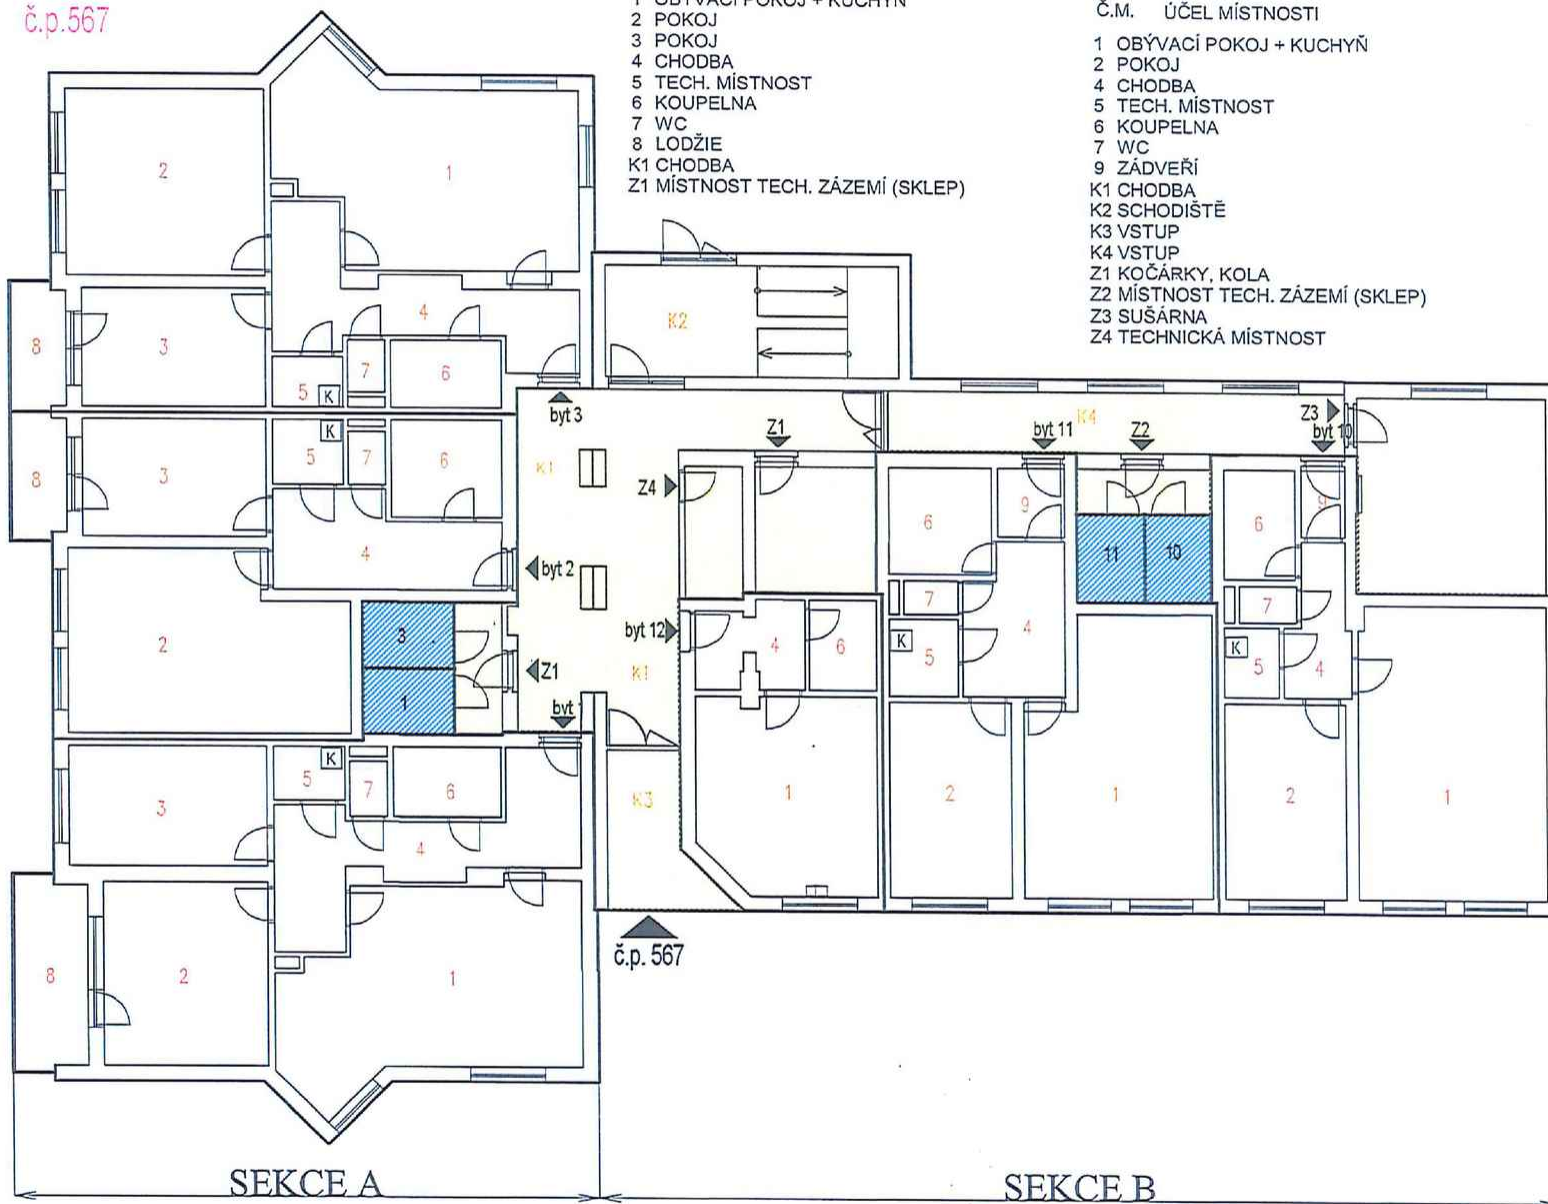 č.p.567
1 OBÝVACÍ POKOJ + KUCHYŇ
2 POKOJ
3 POKOJ
4 CHODBA
5 TECH. MÍSTNOST
6 KOUPELNA
7 WC
8 LODŽIE
K1 CHODBA
Z1 MÍSTNOST TECH. ZÁZEMÍ (SKLEP)
Č.M. ÚČEL MÍSTNOSTI
1 OBÝVACÍ POKOJ + KUCHYŇ
2 POKOJ
4 CHODBA
5 TECH. MÍSTNOST
6 KOUPELNA
7 WC
9 ZÁDVEŘÍ
K1 CHODBA
K2 SCHODIŠTĚ
K3 VSTUP
K4 VSTUP
Z1 KOČÁRKY, KOLA
Z2 MÍSTNOST TECH. ZÁZEMÍ (SKLEP)
Z3 SUŠÁRNA
Z4 TECHNICKÁ MÍSTNOST
2
1
8
3
4
5
K
7
6
byt 3
K2
8
3
5
K
7
6
4
2
3
1
K1
byt 2
Z1
byt
Z4
byt 12
K1
Z1
K4
byt 11
Z2
Z3
byt 10
6
9
7
K
5
4
11
10
6
9
7
K
5
4
4
6
1
2
1
2
1
K3
3
5
K
7
6
4
8
2
1
č.p. 567
SEKCE A
SEKCE B